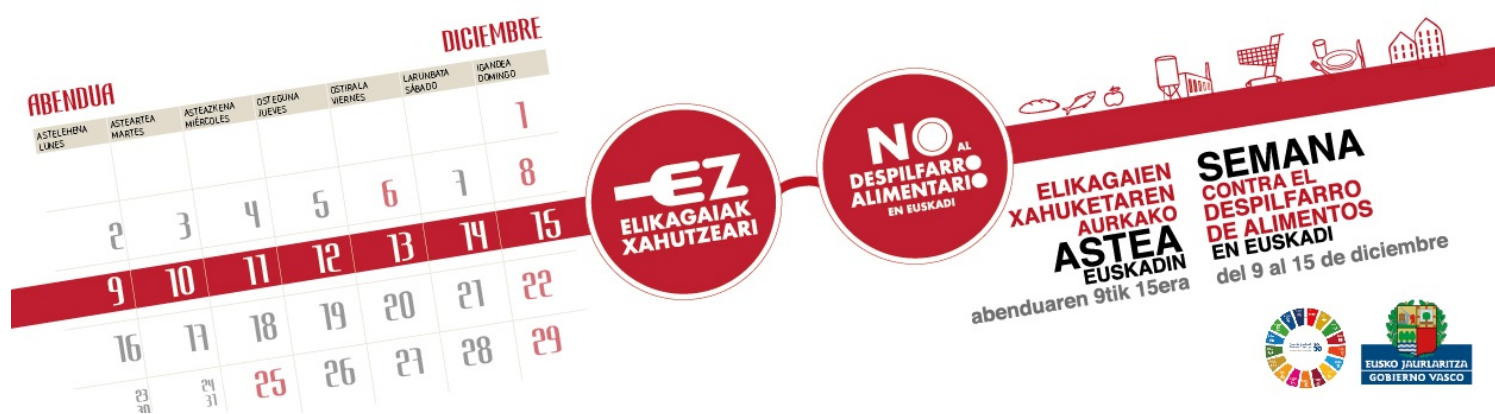 ABENDUA
DICIEMBRE
ASTELEHENA ASTEARTEA ASTEAZKENA OSTEGUNA OSTIRALA LARUNBATA IGANDEA
LUNES MARTES MIÉRCOLES JUEVES VIERNES SÁBADO DOMINGO
1
2 3 4 5 6 7 8
9 10 11 12 13 14 15
16 17 18 19 20 21 22
23 24 25 26 27 28 29
30 31
EZ
ELIKAGAIAK
XAHUTZEARI
NO AL
DESPILFARRO
ALIMENTARIO
EN EUSKADI
ELIKAGAIEN
XAHUKETAREN
AURKAKO
ASTEA
EUSKADIN
abenduaren 9tik 15era
SEMANA
CONTRA EL
DESPILFARRO
DE ALIMENTOS
EN EUSKADI
del 9 al 15 de diciembre
EUSKO JAURLARITZA
GOBIERNO VASCO